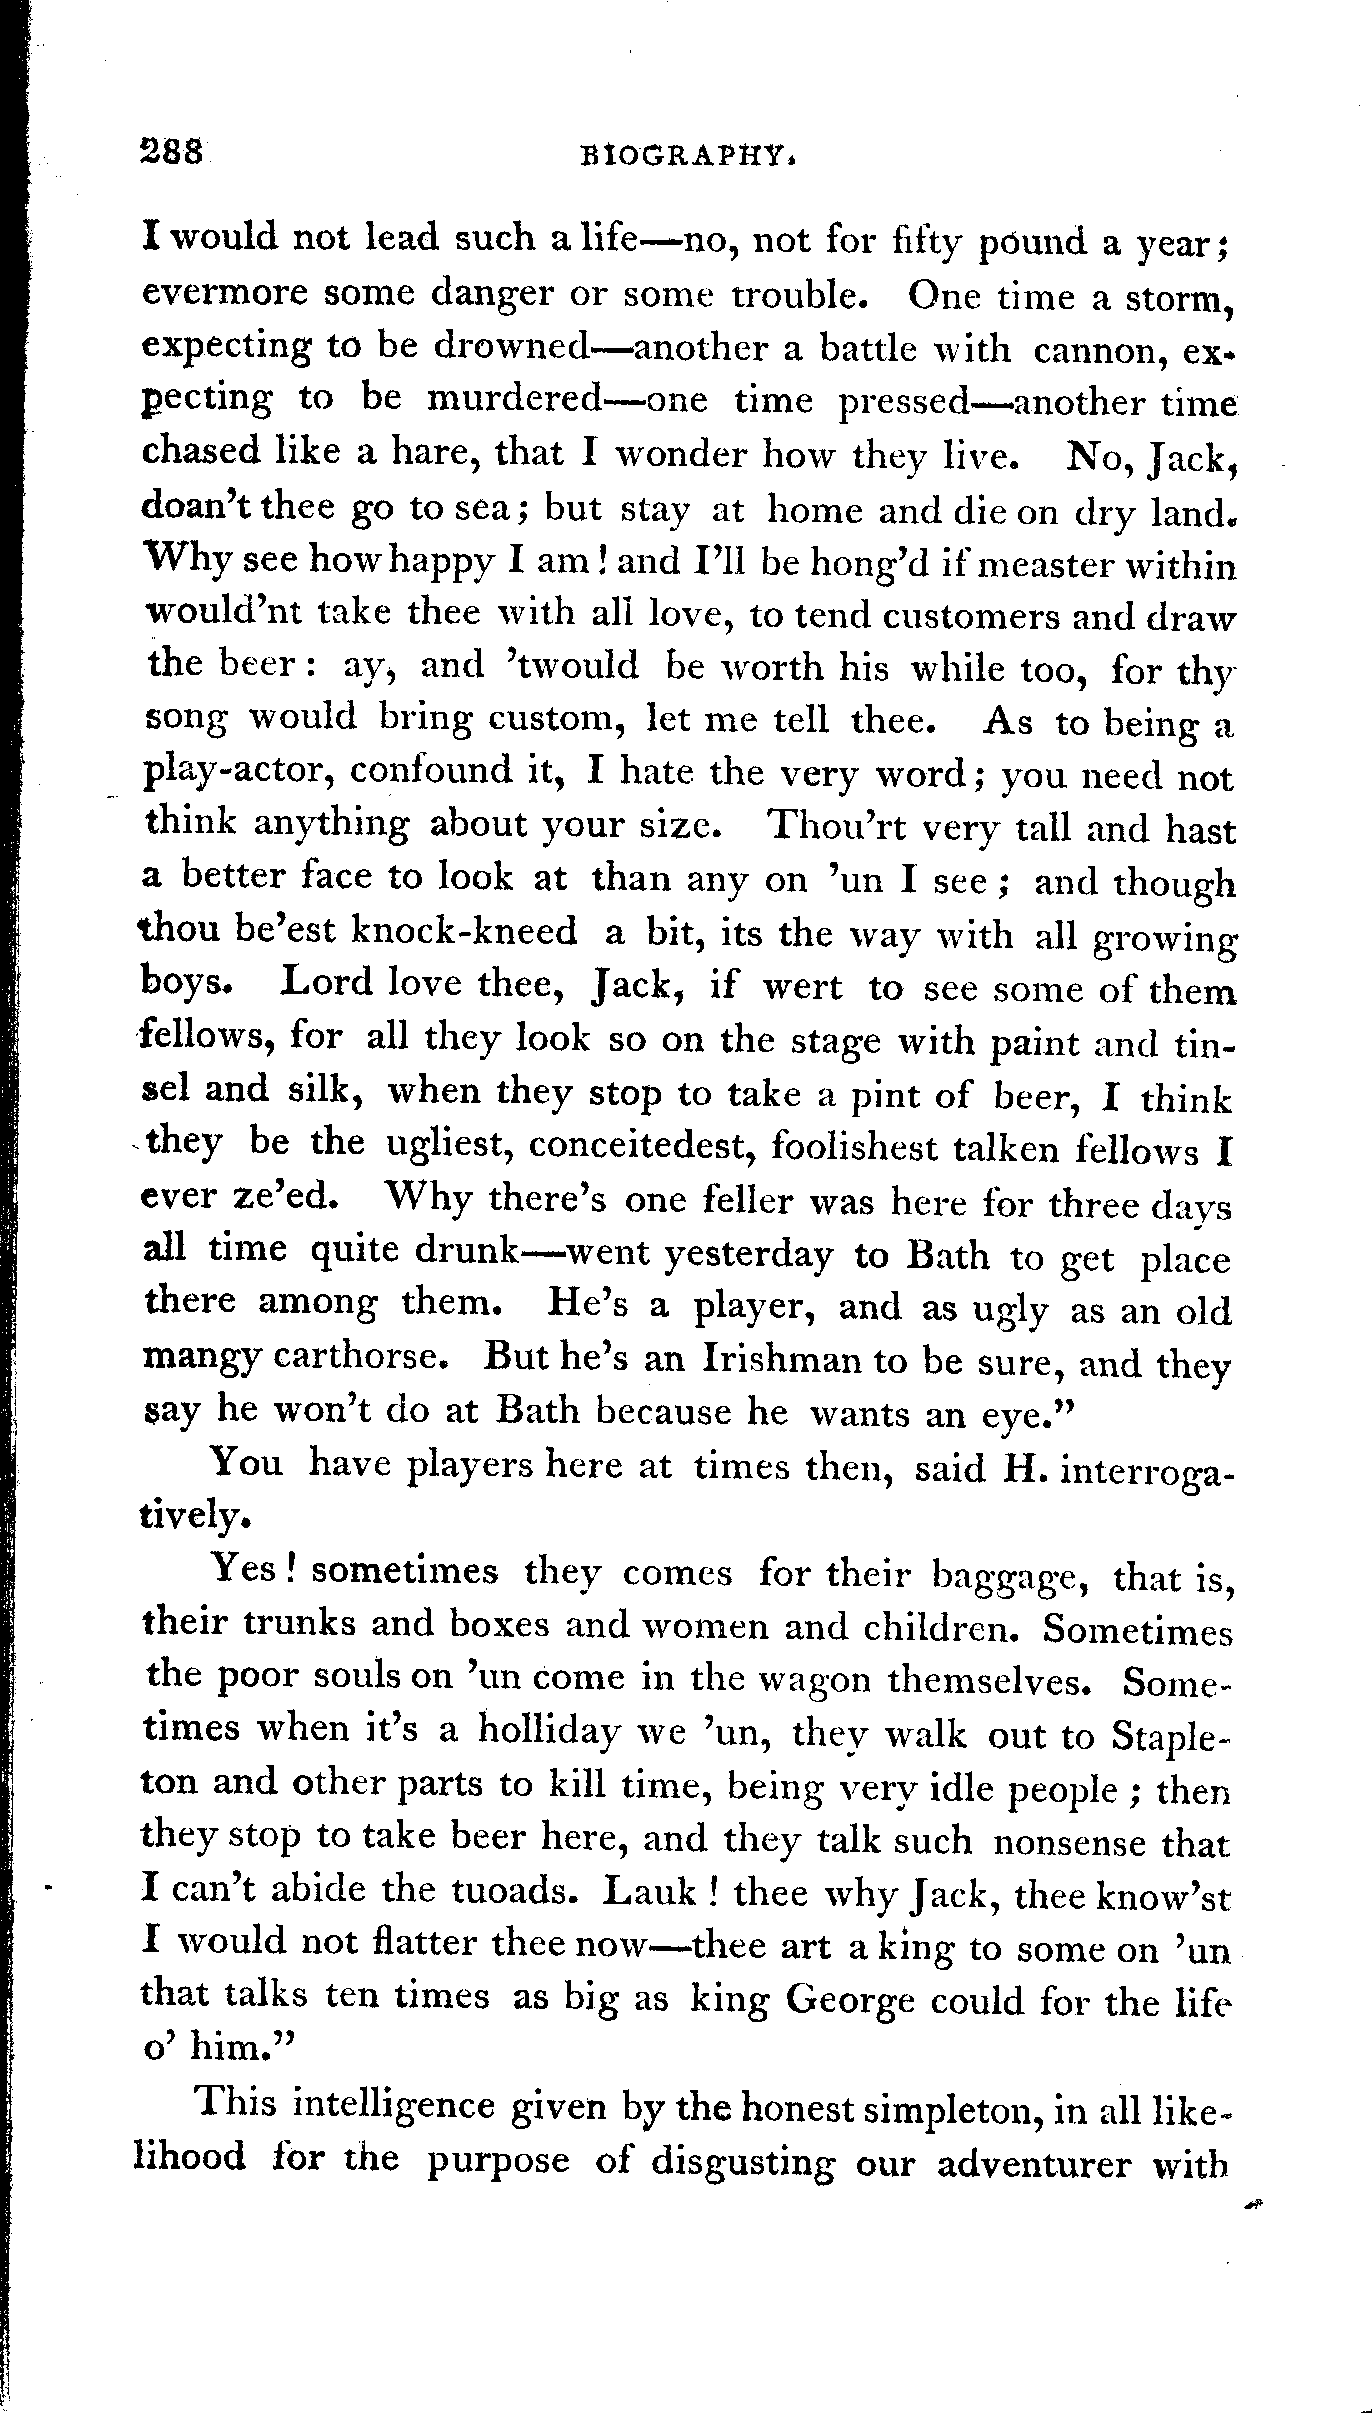 288 BIOGRAPHY.
I would not lead such a life—no, not for fifty pound a year;
evermore some danger or some trouble. One time a storm,
expecting to be drowned—another a battle with cannon, ex-
pecting to be murdered—one time pressed—another time
chased like a hare, that I wonder how they live. No, Jack,
doan't thee go to sea; but stay at home and die on dry land.
Why see how happy I am! and I'll be hong'd if measter within
would'nt take thee with all love, to tend customers and draw
the beer: ay, and 'twould be worth his while too, for thy
song would bring custom, let me tell thee. As to being a
play-actor, confound it, I hate the very word; you need not
think anything about your size. Thou'rt very tall and hast
a better face to look at than any on 'un I see; and though
thou be'est knock-kneed a bit, its the way with all growing
boys. Lord love thee, Jack, if wert to see some of them
fellows, for all they look so on the stage with paint and tin-
sel and silk, when they stop to take a pint of beer, I think
they be the ugliest, conceitedest, foolishest talken fellows I
ever ze'ed. Why there's one feller was here for three days
all time quite drunk—went yesterday to Bath to get place
there among them. He's a player, and as ugly as an old
mangy carthorse. But he's an Irishman to be sure, and they
say he won't do at Bath because he wants an eye."
You have players here at times then, said H. interroga-
tively.
Yes! sometimes they comes for their baggage, that is,
their trunks and boxes and women and children. Sometimes
the poor souls on 'un come in the wagon themselves. Some-
times when it's a holliday we 'un, they walk out to Staple-
ton and other parts to kill time, being very idle people; then
they stop to take beer here, and they talk such nonsense that
I can't abide the tuoads. Lauk! thee why Jack, thee know'st
I would not flatter thee now—thee art a king to some on 'un
that talks ten times as big as king George could for the life
o' him."
This intelligence given by the honest simpleton, in all like-
lihood for the purpose of disgusting our adventurer with